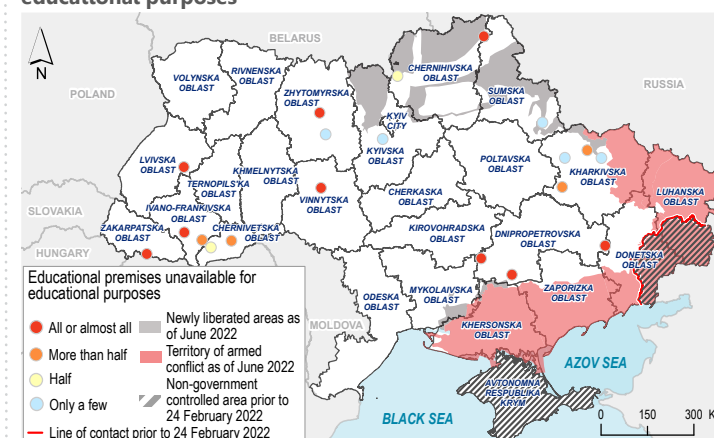 educational purposes
BELARUS
N
VOLYNSKA
OBLAST
RIVNENSKA
OBLAST
CHERNIHIVSKA
OBLAST
ZHYTOMYRSKA
OBLAST
SUMSKA
OBLAST
RUSSIA
POLAND
KYIV
CITY
KYIVSKA
OBLAST
LVIVSKA
OBLAST
KHMELNYTSKA
OBLAST
TERNOPILS'KA
OBLAST
POLTAVSKA
OBLAST
KHARKIVSKA
OBLAST
CHERKASKA
OBLAST
VINNYTSKA
OBLAST
LUHANSKA
OBLAST
SLOVAKIA
IVANO-FRANKIVSKA
OBLAST
ZAKARPATSKA
OBLAST
CHERNIVETSKA
OBLAST
KIROVOHRADSKA
OBLAST
DNIPROPETROVSKA
OBLAST
HUNGARY
DONETSKA
OBLAST
ZAPORIZKA
OBLAST
ODESKA
OBLAST
MYKOLAIVSKA
OBLAST
MOLDOVA
KHERSONSKA
OBLAST
AVTONOMNA
RESPUBLIKA
KRYM
AZOV SEA
BLACK SEA
Educational premises unavailable for
educational purposes
All or almost all
More than half
Half
Only a few
Newly liberated areas as
of June 2022
Territory of armed
conflict as of June 2022
Non-government
controlled area prior to
24 February 2022
Line of contact prior to 24 February 2022
0 150 300 K